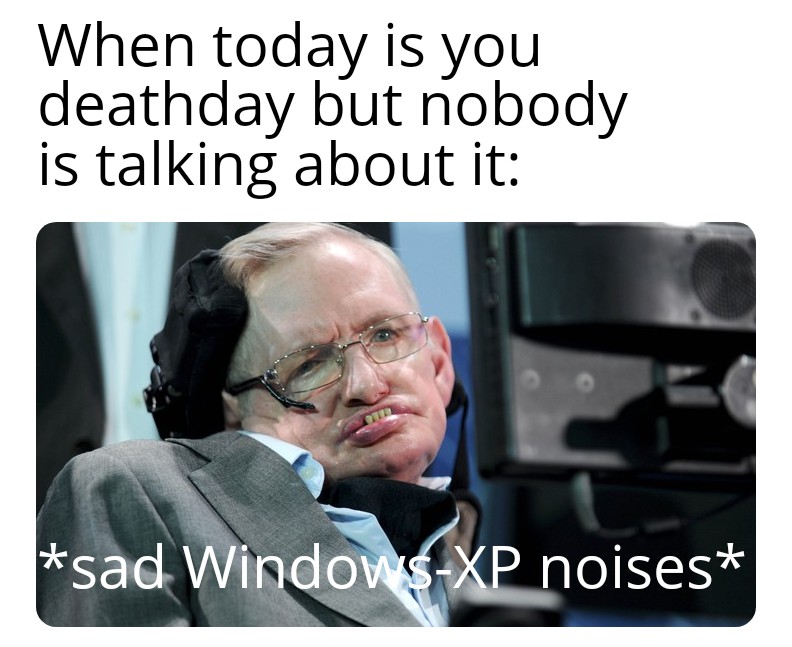 When today is you
deathday but nobody
is talking about it:
*sad Windows-XP noises*